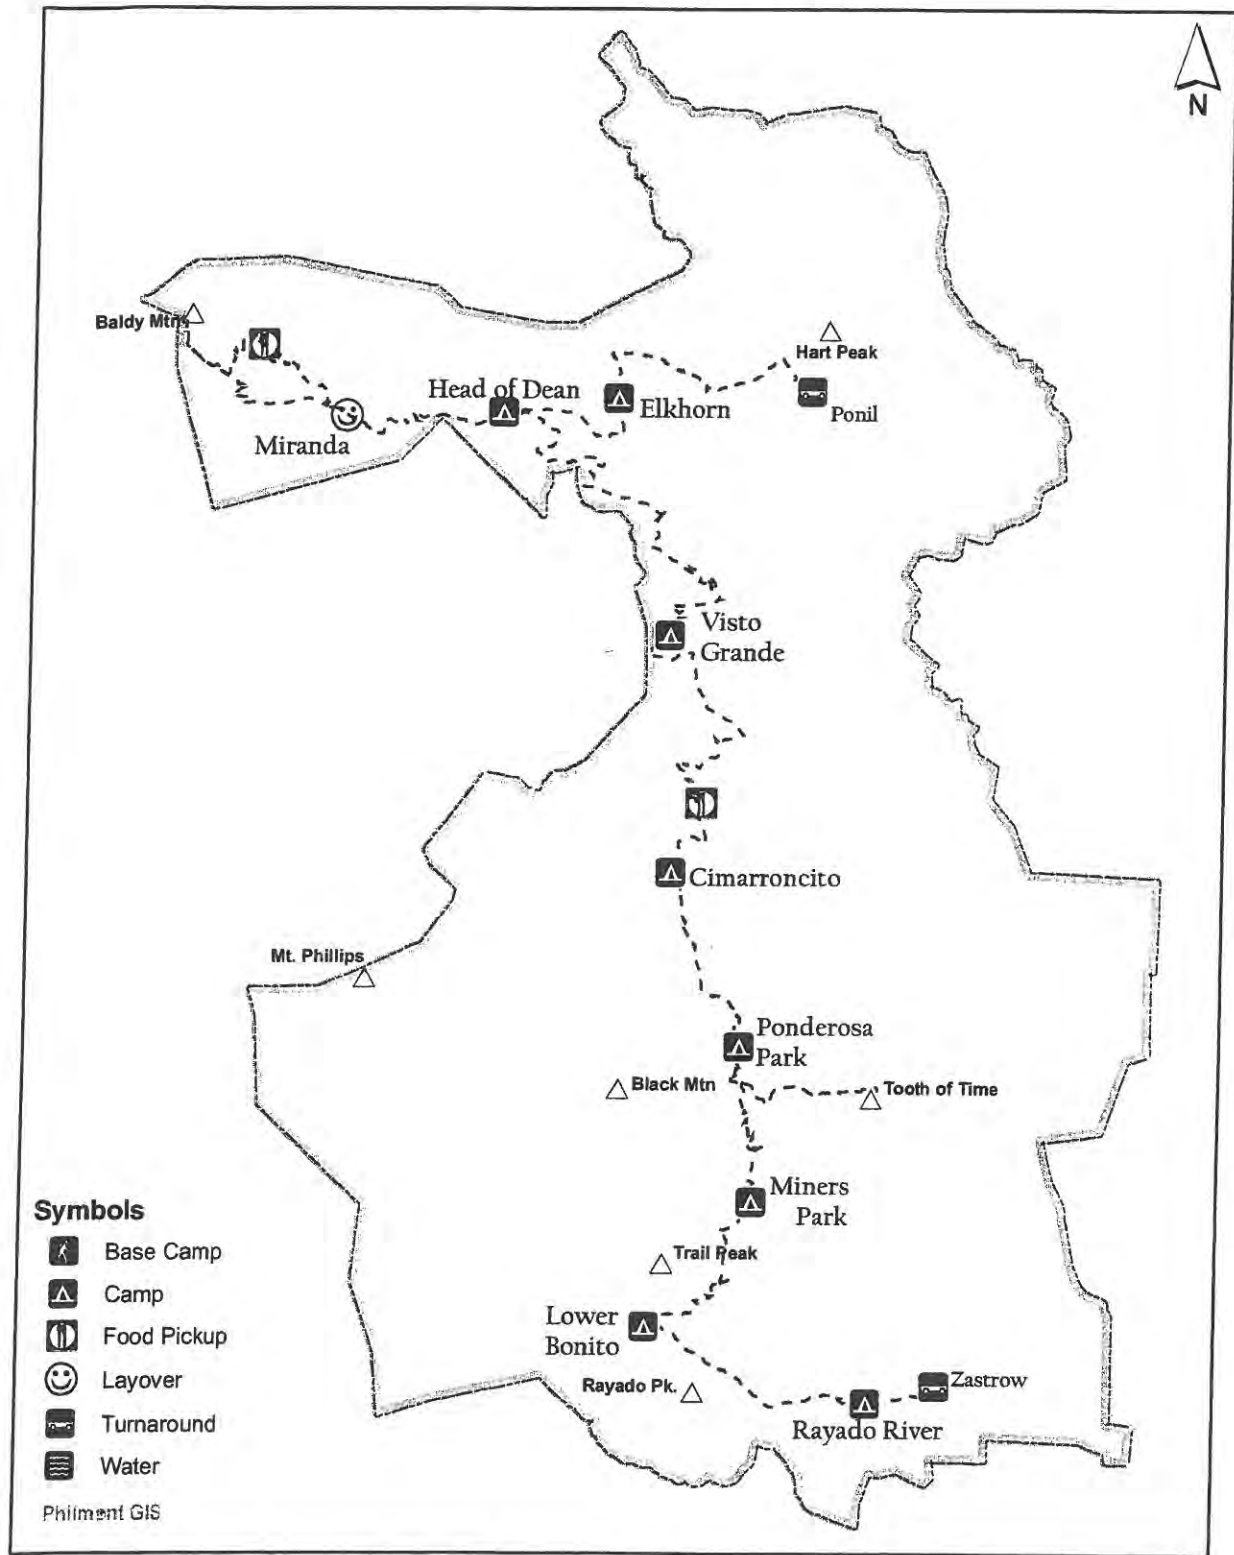 N
Baldy Mtn
Hart Peak
Head of Dean
Elkhorn
Ponil
Miranda
Visto
Grande
Cimarroncito
Mt. Phillips
Ponderosa
Park
Black Mtn
Tooth of Time
Miners
Park
Trail Peak
Lower
Bonito
Rayado Pk.
Zastrow
Rayado River
Symbols
Base Camp
Camp
Food Pickup
Layover
Turnaround
Water
Philmont GIS